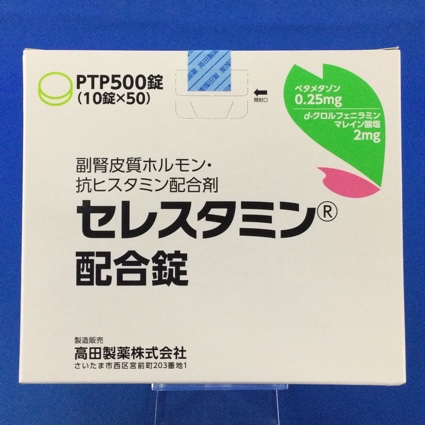 PTP500錠
(10錠×50)
開封口
ベタメタゾン
0.25mg
d-クロルフェニラミン
マレイン酸塩
2mg
副腎皮質ホルモン・
抗ヒスタミン配合剤
セレスタミン®
配合錠
製造販売
高田製薬株式会社
さいたま市西区宮前町203番地1